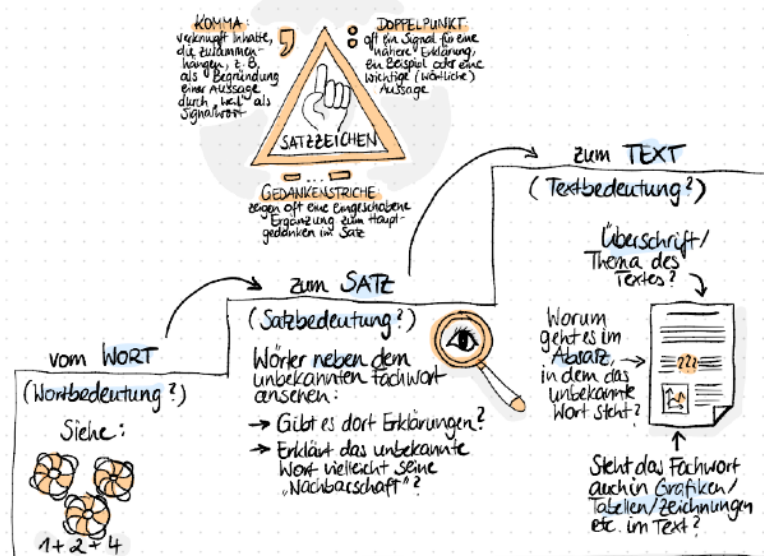 KOMMA:
verknüpft Inhalte,
die zusammen-
hängen, z.B.
als Begründung
einer Aussage
durch „weil“ als
Signalwort
DOPPELPUNKT:
oft ein Signal für eine
nähere Erklärung,
ein Beispiel oder eine
wichtige (wörtliche)
Aussage
SATZZEICHEN
GEDANKENSTRICHE:
zeigen oft eine eingeschobene
Ergänzung zum Haupt-
gedanken im Satz
vom WORT
(Wortbedeutung?)
Siehe:
1+2+4
zum SATZ
(Satzbedeutung?)
Wörter neben dem
unbekannten Fachwort
ansehen:
→ Gibt es dort Erklärungen?
→ Erklärt das unbekannte
Wort vielleicht seine
„Nachbarschaft“?
zum TEXT
(Textbedeutung?)
Überschrift/
Thema des
Textes?
Worum
geht es im
Absatz,
in dem das
unbekannte
Wort steht?
???
Steht das Fachwort
auch in Grafiken/
Tabellen/Zeichnungen
etc. im Text?